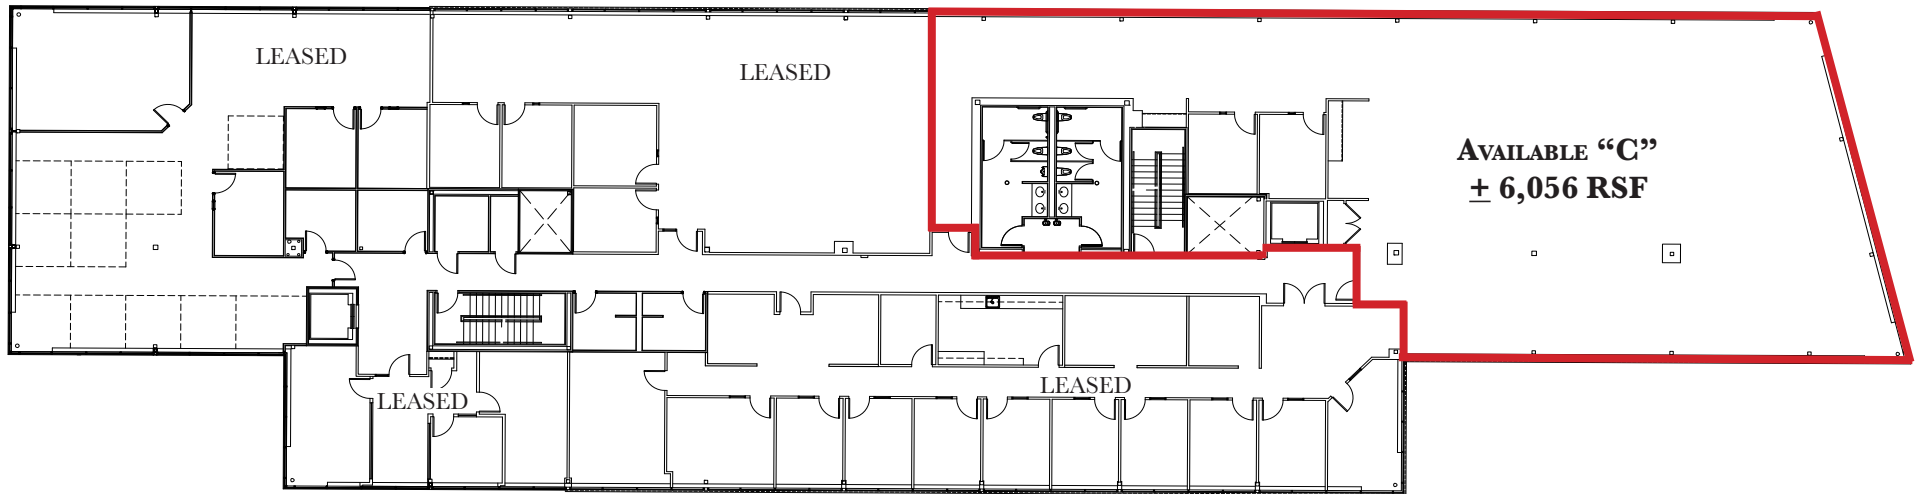 LEASED
LEASED
AVAILABLE “C”
± 6,056 RSF
LEASED
LEASED